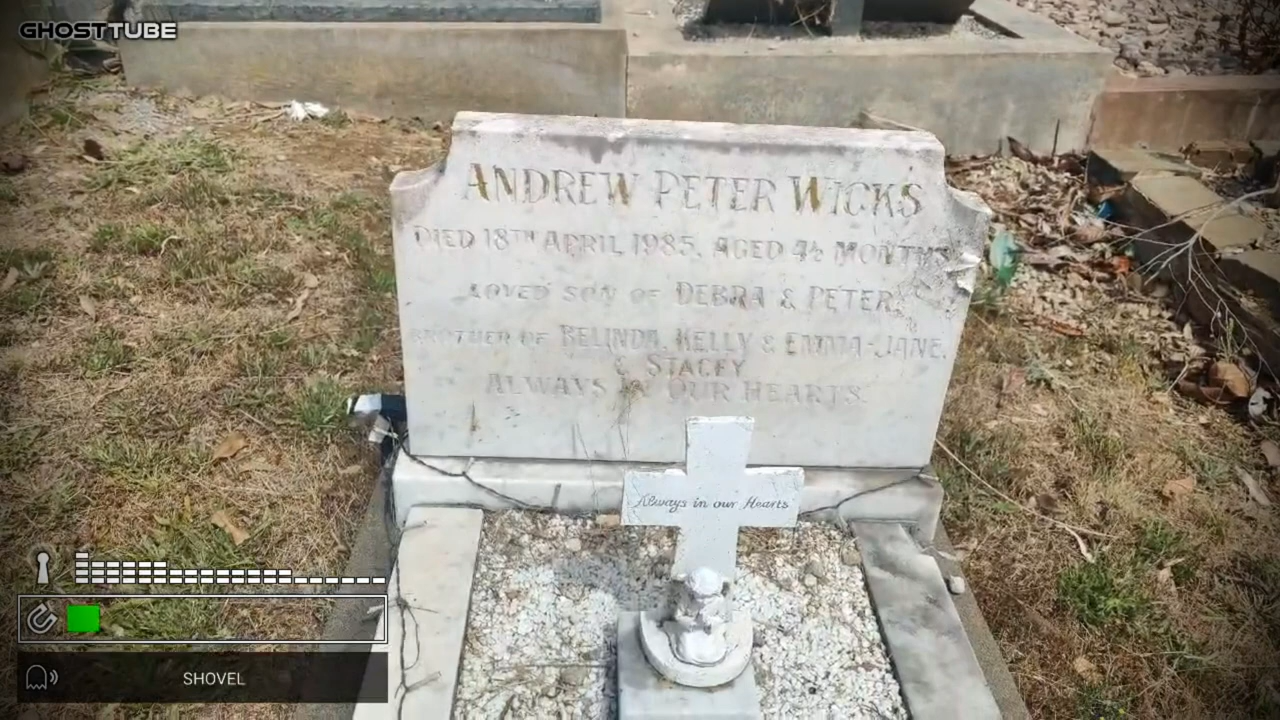 GHOSTTUBE
ANDREW PETER WICKS
DIED 18TH APRIL 1985, AGED 4½ MONTHS
LOVED SON OF DEBRA & PETER,
BROTHER OF BELINDA, KELLY & EMMA-JANE.
& STACEY
ALWAYS IN OUR HEARTS.
Always in our Hearts
SHOVEL